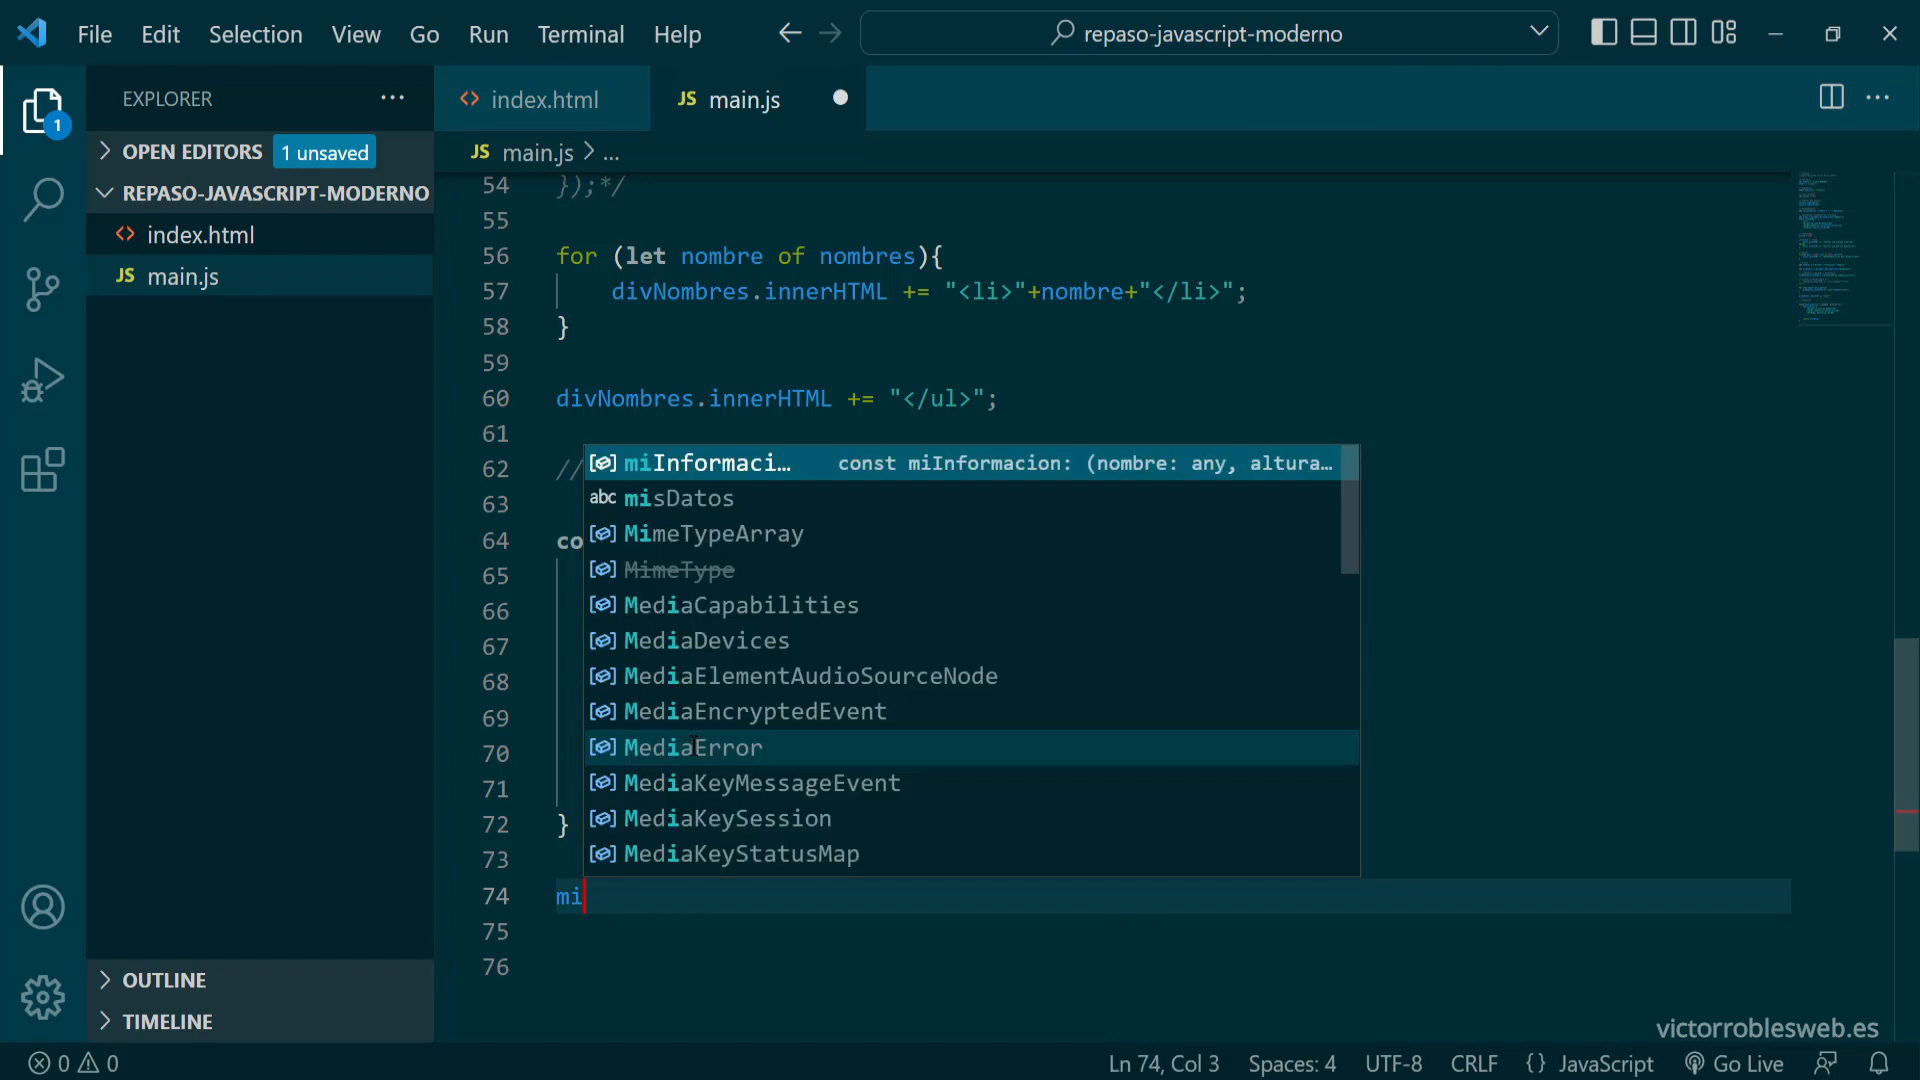 File Edit Selection View Go Run Terminal Help
repaso-javascript-moderno
EXPLORER
index.html
JS main.js
1
OPEN EDITORS 1 unsaved
JS main.js > ...
REPASO-JAVASCRIPT-MODERNO
index.html
JS main.js
54 });*/
55
56 for (let nombre of nombres){
57 divNombres.innerHTML += "<li>"+nombre+"</li>";
58 }
59
60 divNombres.innerHTML += "</ul>";
61
62 //
63
64 co
65
66
67
68
69
70
71
72 }
73
74 mi
75
76
miInformaci... const miInformacion: (nombre: any, altura...
abc misDatos
MimeTypeArray
MimeType
MediaCapabilities
MediaDevices
MediaElementAudioSourceNode
MediaEncryptedEvent
MediaError
MediaKeyMessageEvent
MediaKeySession
MediaKeyStatusMap
OUTLINE
TIMELINE
victorroblesweb.es
0 0
Ln 74, Col 3 Spaces: 4 UTF-8 CRLF {} JavaScript Go Live